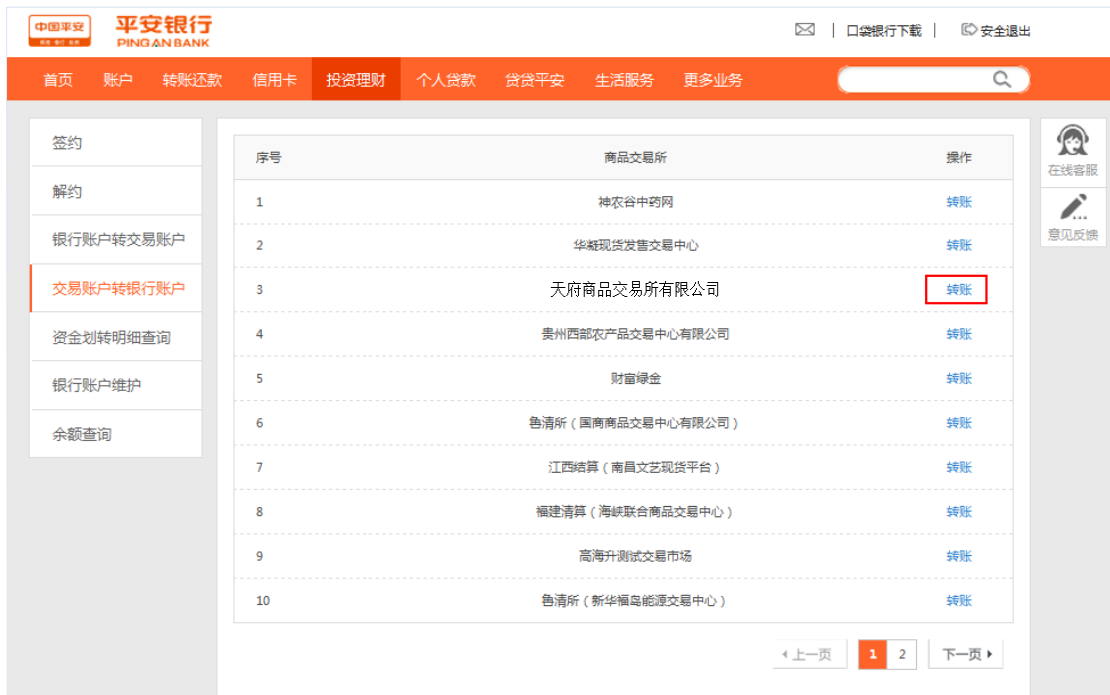 中国平安
保险·银行·投资
平安银行
PINGAN BANK
口袋银行下载
安全退出
首页 账户 转账还款 信用卡 投资理财 个人贷款 贷贷平安 生活服务 更多业务
签约
解约
银行账户转交易账户
交易账户转银行账户
资金划转明细查询
银行账户维护
余额查询
序号 商品交易所 操作
1 神农谷中药网 转账
2 华凝现货发售交易中心 转账
3 天府商品交易所有限公司 转账
4 贵州西部农产品交易中心有限公司 转账
5 财富绿金 转账
6 鲁清所（国商商品交易中心有限公司） 转账
7 江西结算（南昌文艺现货平台） 转账
8 福建清算（海峡联合商品交易中心） 转账
9 高海升测试交易市场 转账
10 鲁清所（新华福岛能源交易中心） 转账
上一页 1 2 下一页
在线客服
意见反馈